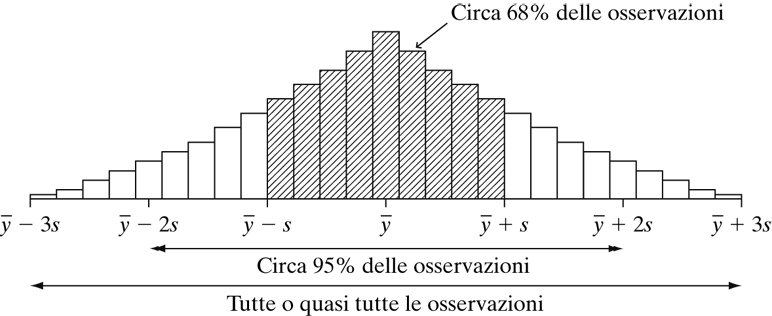 Circa 68% delle osservazioni
y̅ − 3s y̅ − 2s y̅ − s y̅ y̅ + s y̅ + 2s y̅ + 3s
Circa 95% delle osservazioni
Tutte o quasi tutte le osservazioni